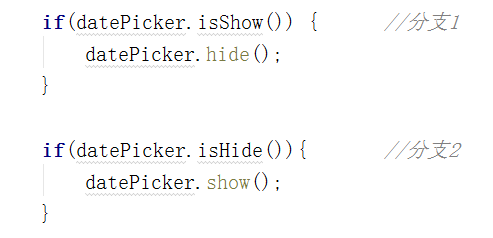 if(datePicker.isShow()) { //分支1
datePicker.hide();
}
if(datePicker.isHide()){ //分支2
datePicker.show();
}